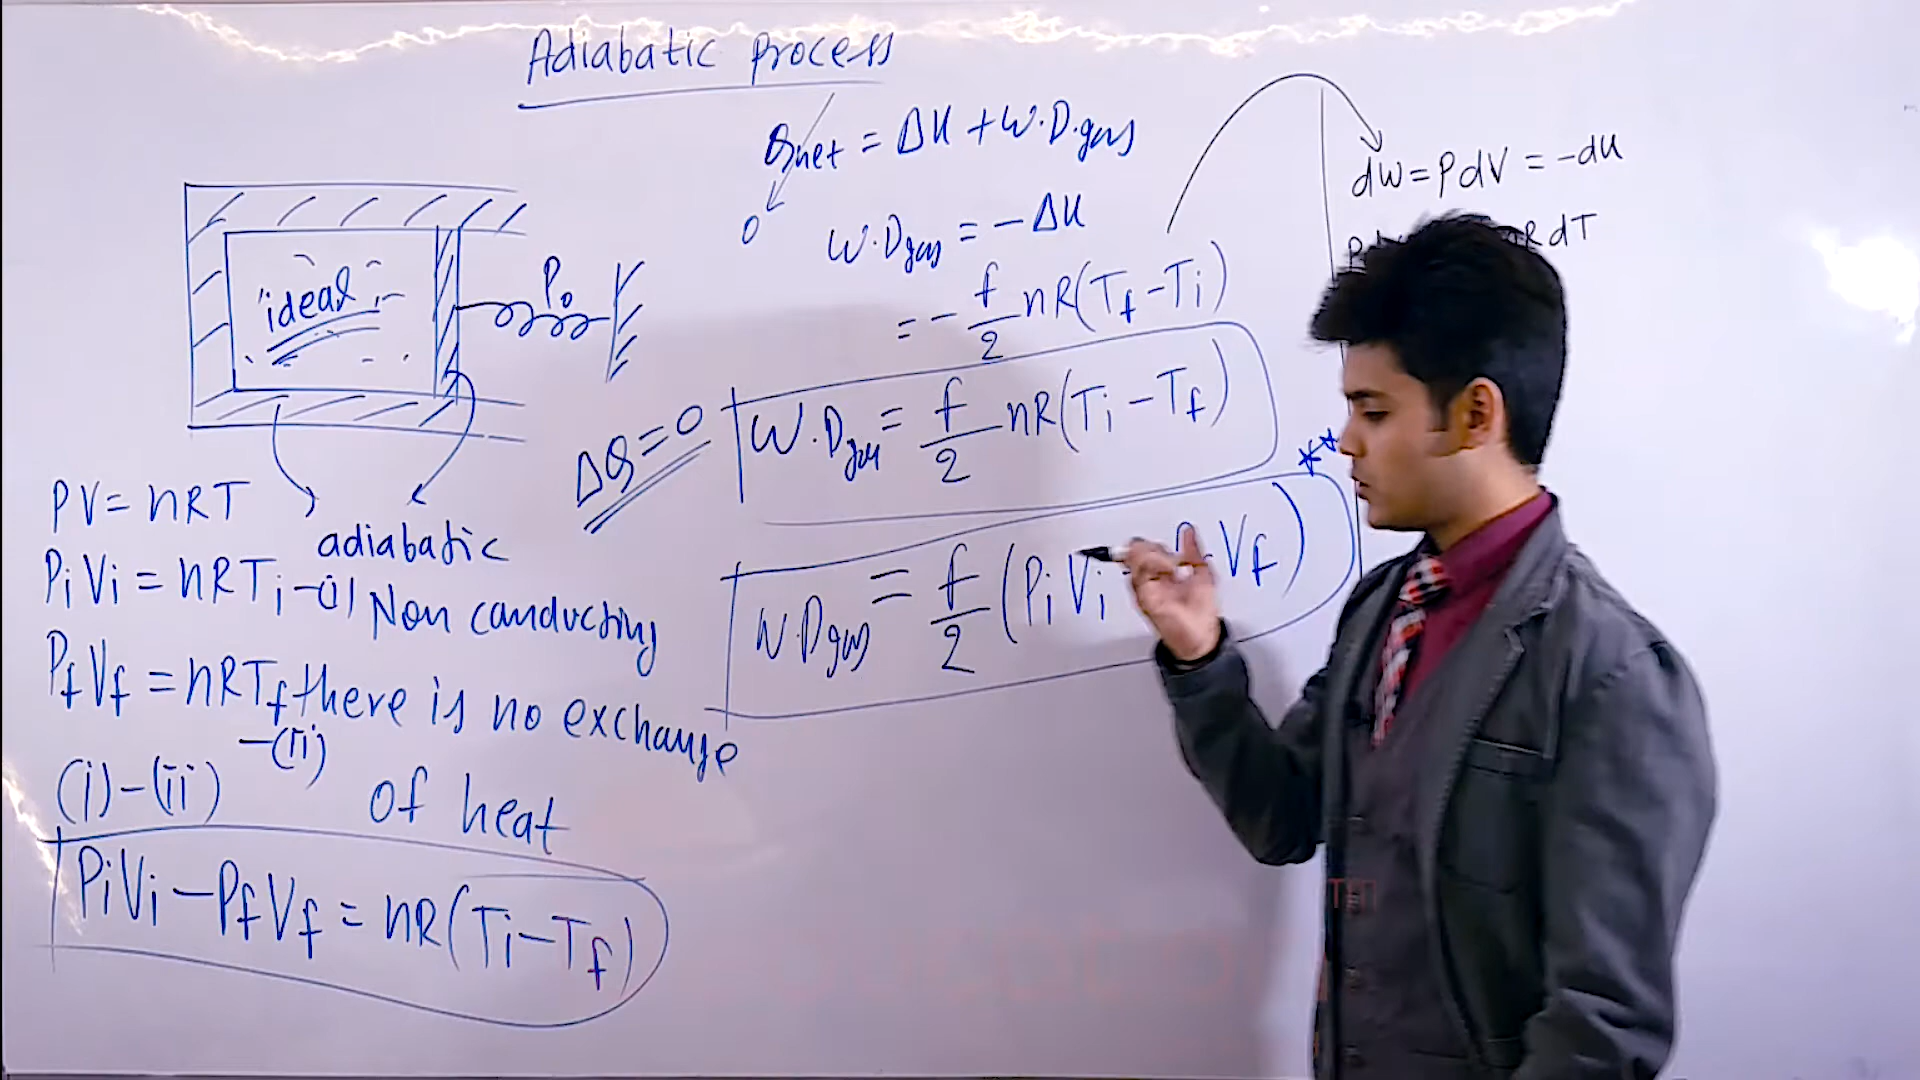 Adiabatic process
Qnet = ΔU + W.D.gas
0
W.Dgas = -ΔU
= - f/2 nR(Tf - Ti)
ΔQ = 0
W.Dgas = f/2 nR(Ti - Tf)
**
W.Dgas = f/2 (PiVi - Vf)
dW = PdV = -dU
RdT
"ideal"
P₀
adiabatic
Non conducting
there is no exchange
of heat
PV = nRT
PiVi = nRTi -(i)
PfVf = nRTf
-(ii)
(i)-(ii)
PiVi - PfVf = nR(Ti - Tf)